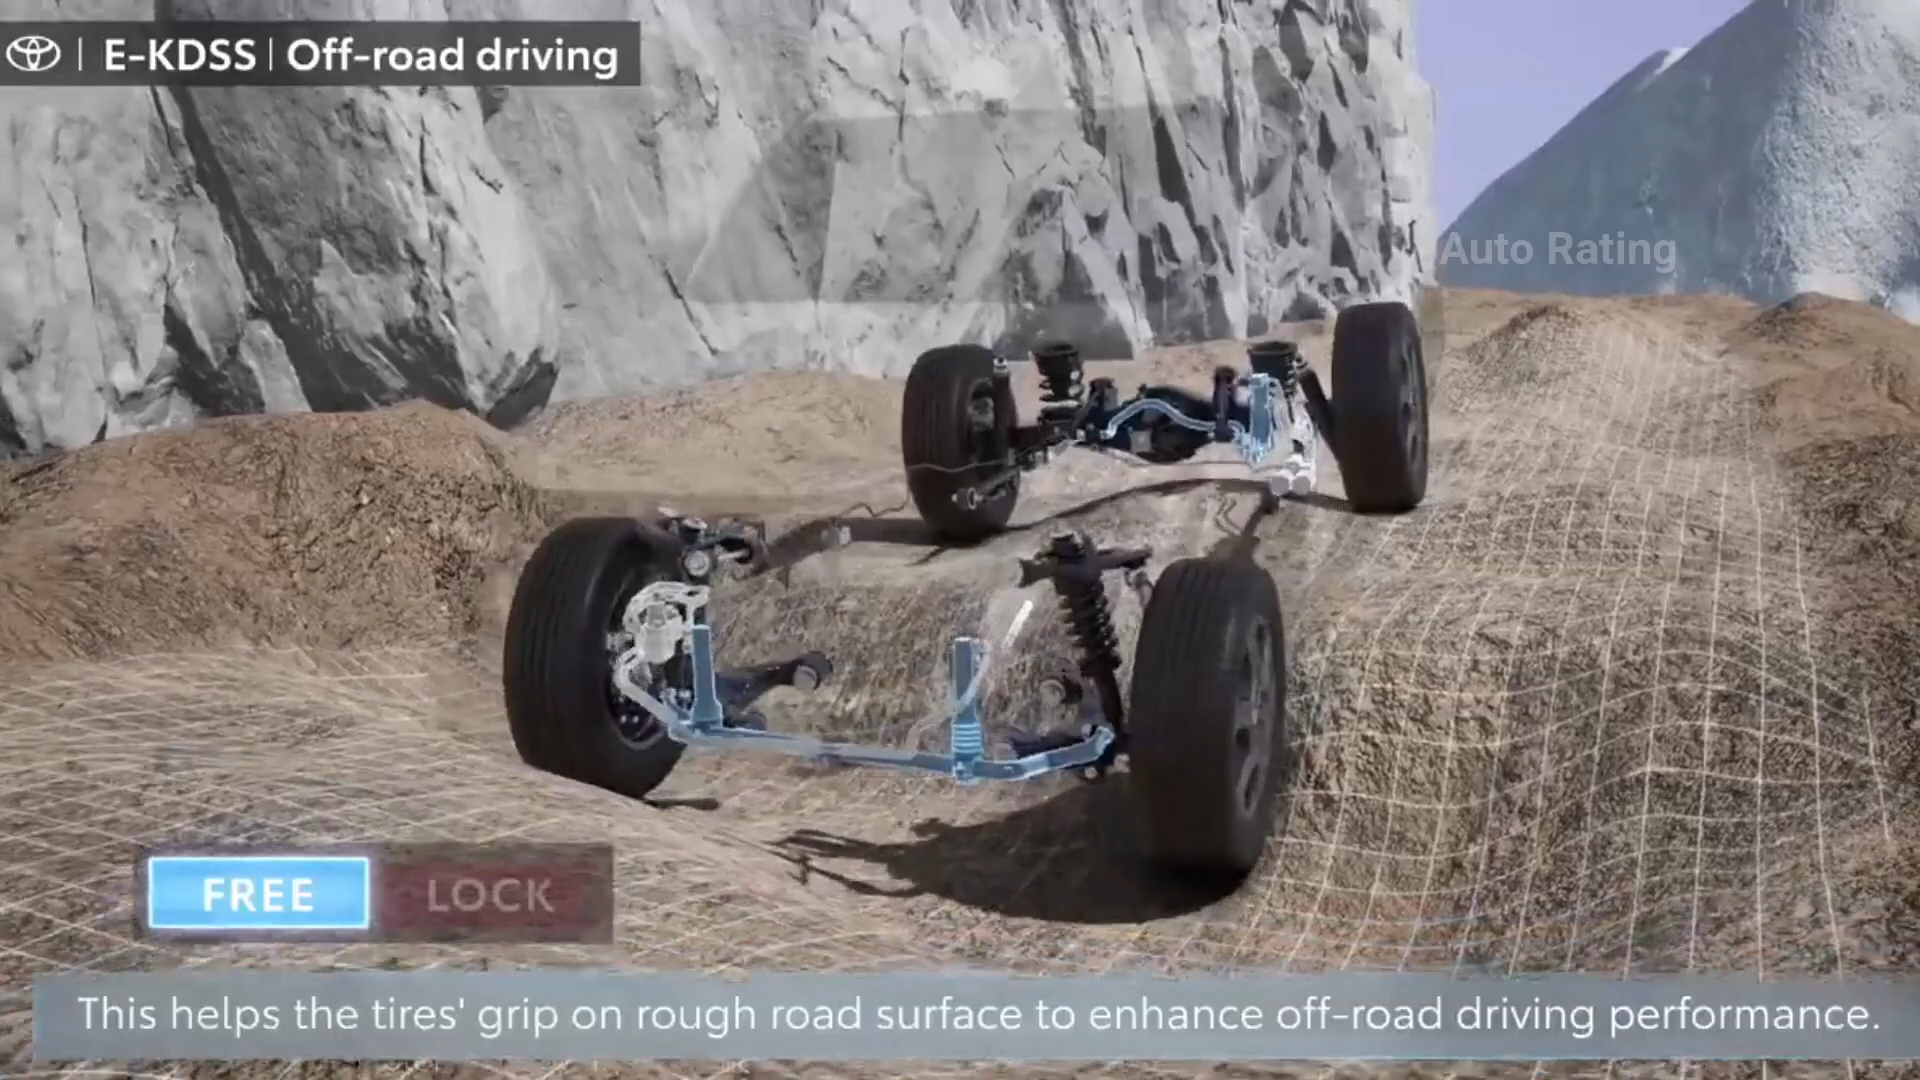 E-KDSS | Off-road driving
Auto Rating
FREE LOCK
This helps the tires' grip on rough road surface to enhance off-road driving performance.